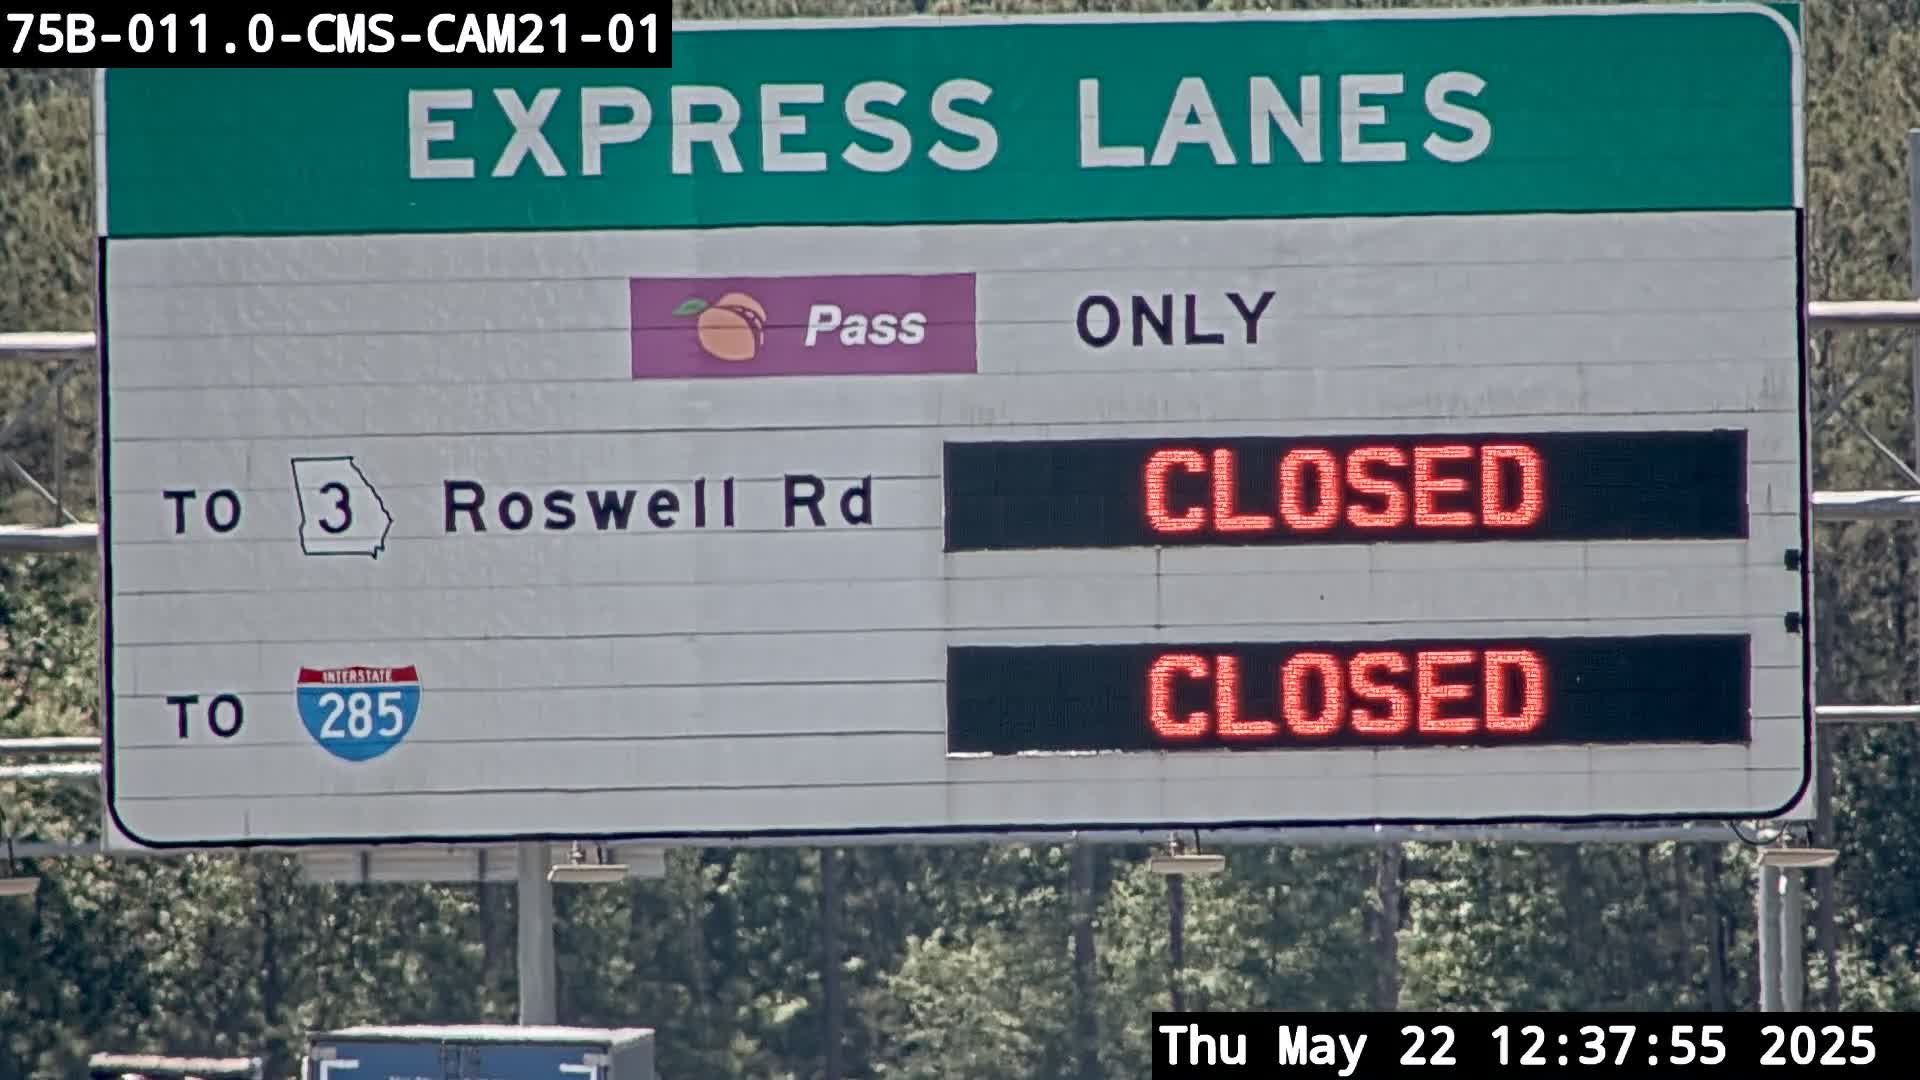 75B-011.0-CMS-CAM21-01
EXPRESS LANES
Pass ONLY
TO 3 Roswell Rd CLOSED
TO INTERSTATE 285 CLOSED
Thu May 22 12:37:55 2025